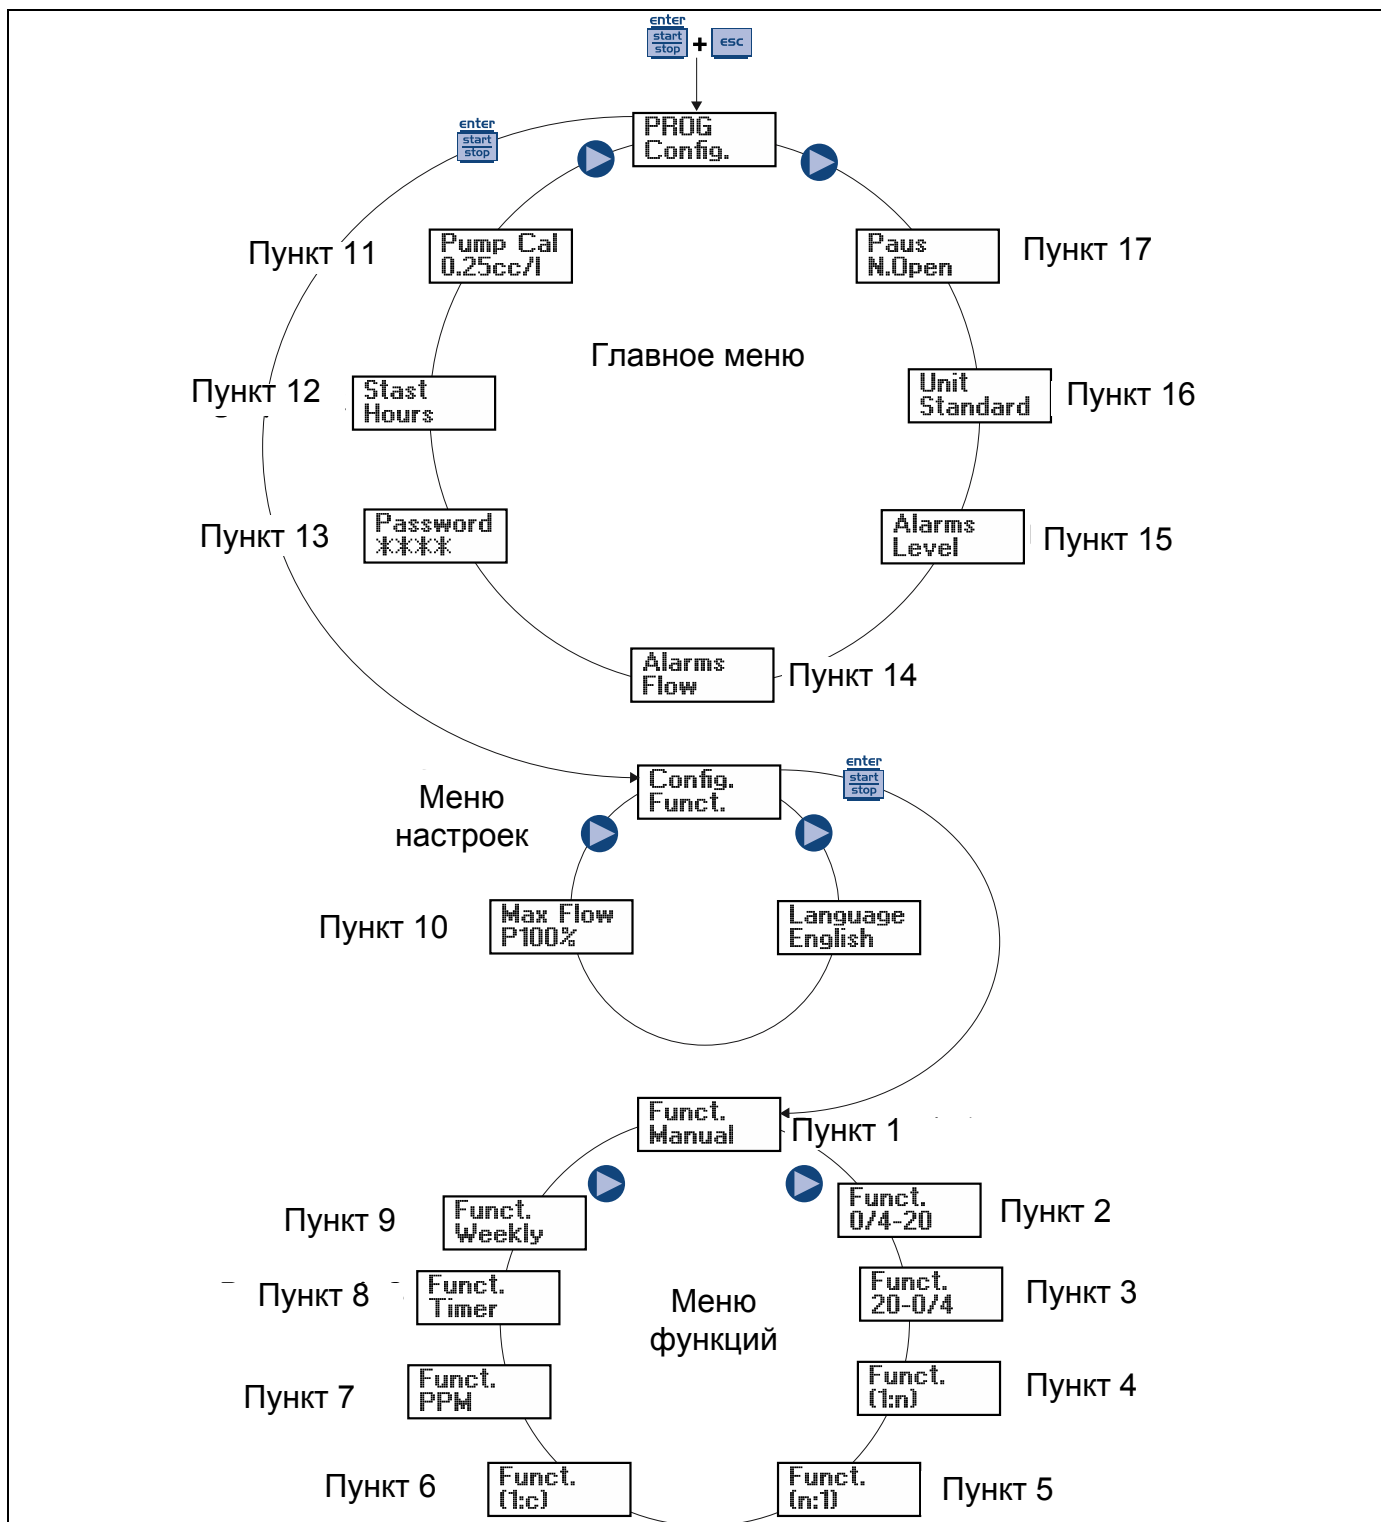 enter
start
stop
+
esc
PROG
Config.
enter
start
stop
Пункт 11
Pump Cal
0.25cc/l
Paus
N.Open
Пункт 17
Главное меню
Пункт 12
Stast
Hours
Unit
Standard
Пункт 16
Пункт 13
Password
****
Alarms
Level
Пункт 15
Alarms
Flow
Пункт 14
Меню
настроек
Config.
Funct.
enter
start
stop
Пункт 10
Max Flow
P100%
Language
English
Funct.
Manual
Пункт 1
Пункт 9
Funct.
Weekly
Funct.
0/4-20
Пункт 2
Пункт 8
Funct.
Timer
Меню
функций
Funct.
20-0/4
Пункт 3
Пункт 7
Funct.
PPM
Funct.
(1:n)
Пункт 4
Пункт 6
Funct.
(1:c)
Funct.
(n:1)
Пункт 5